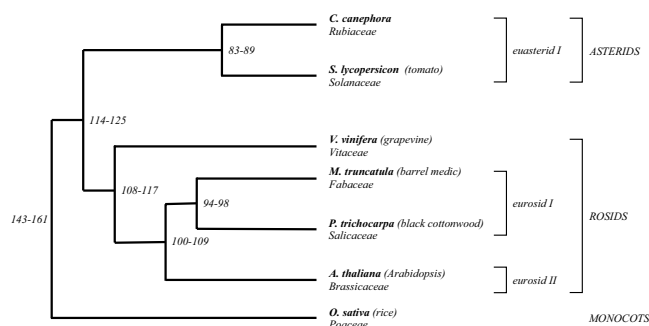 C. canephora
Rubiaceae
83-89
euasterid I
ASTERIDS
S. lycopersicon (tomato)
Solanaceae
114-125
V. vinifera (grapevine)
Vitaceae
M. truncatula (barrel medic)
Fabaceae
108-117
94-98
eurosid I
ROSIDS
143-161
P. trichocarpa (black cottonwood)
Salicaceae
100-109
A. thaliana (Arabidopsis)
Brassicaceae
eurosid II
O. sativa (rice)
Poaceae
MONOCOTS